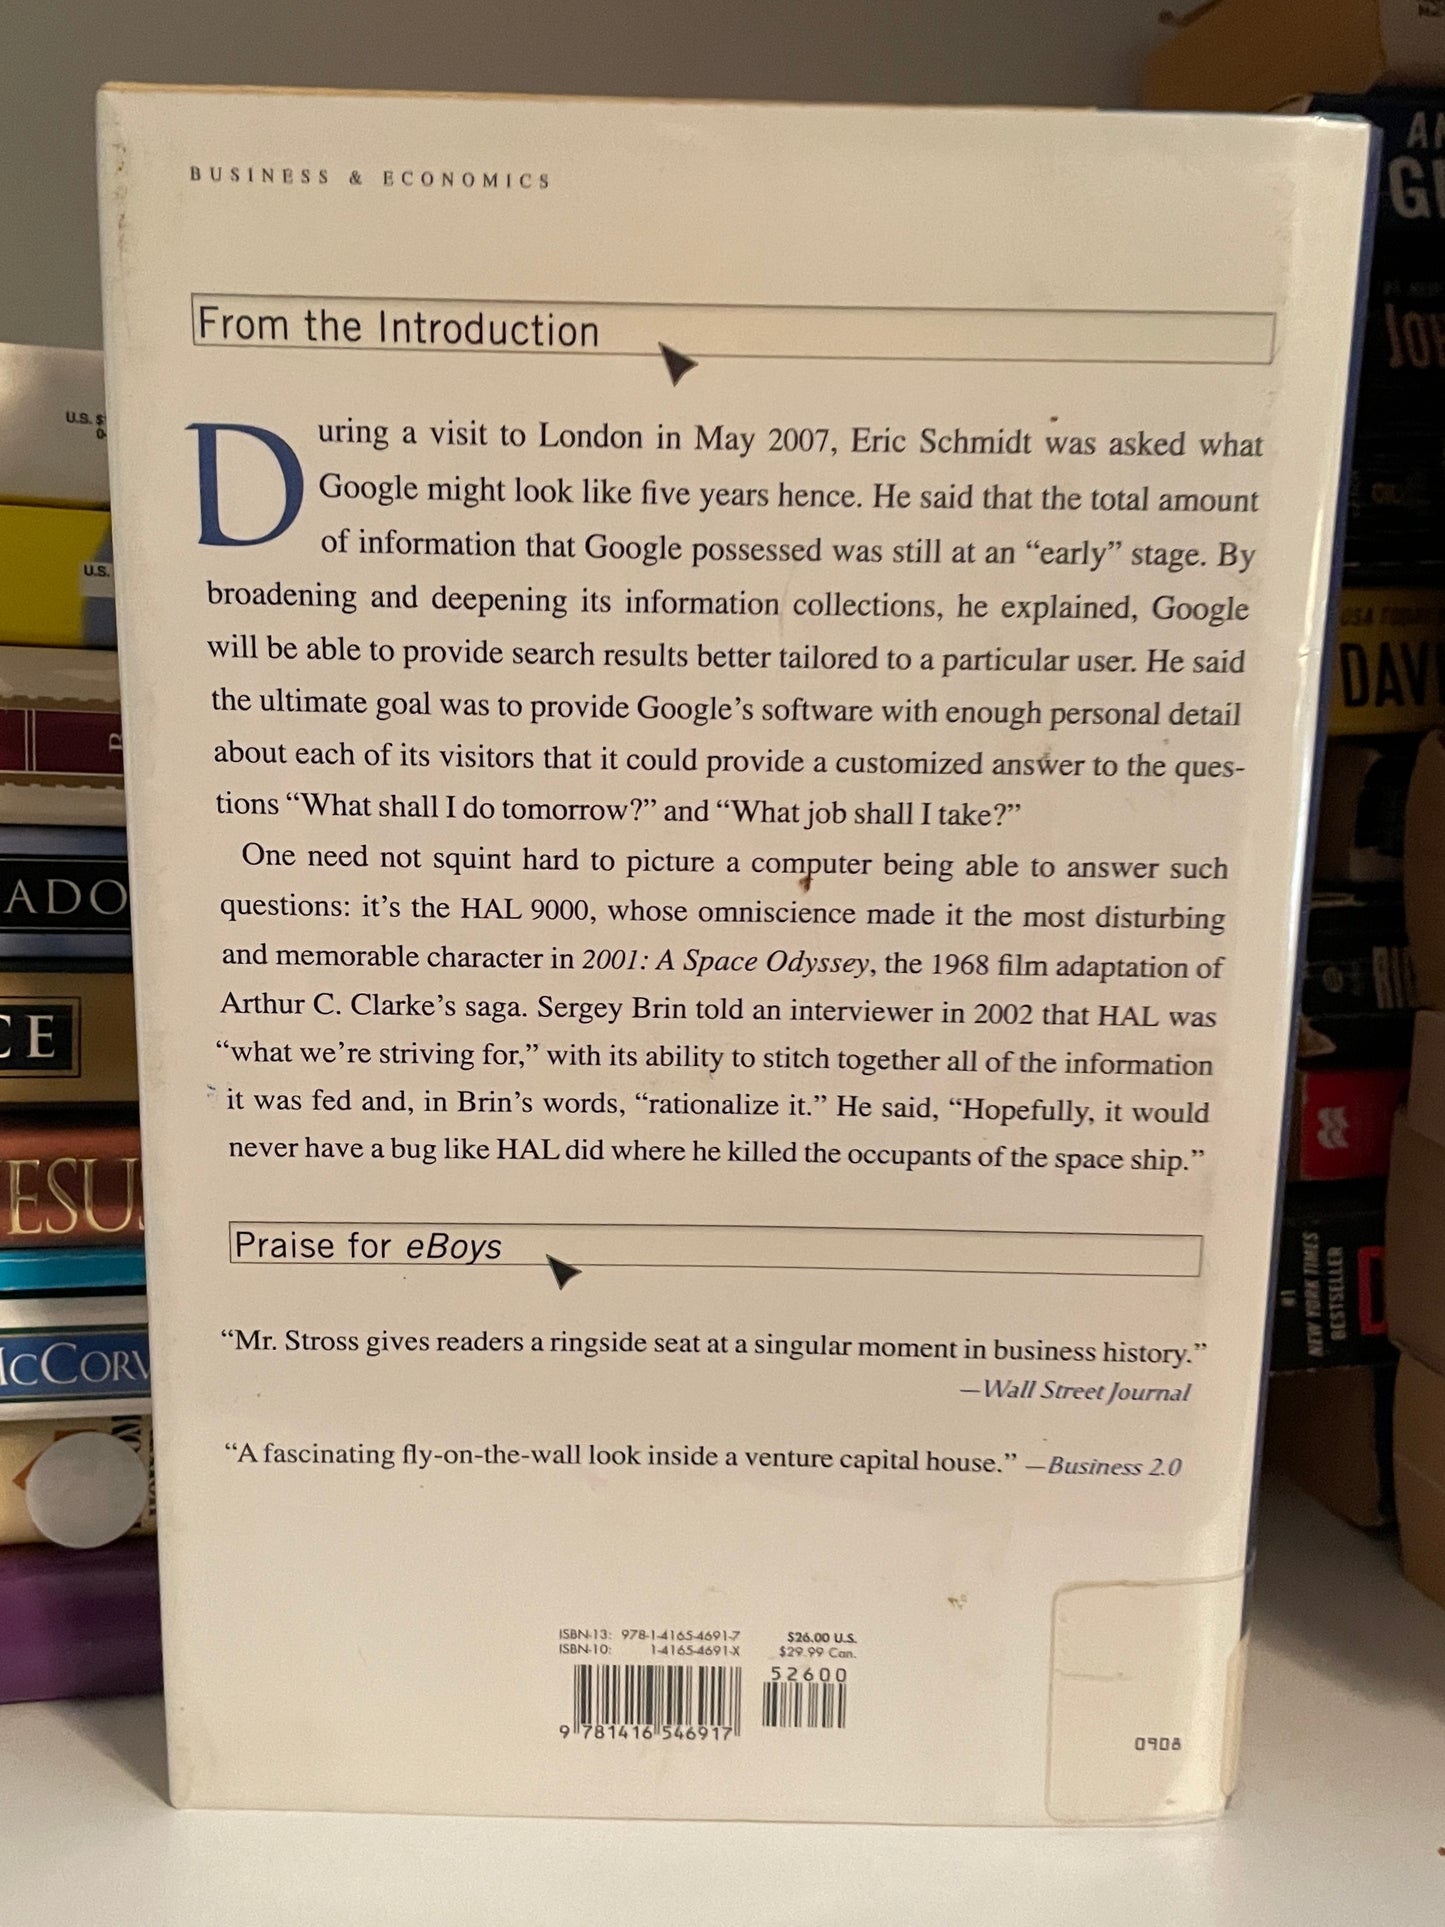 BUSINESS & ECONOMICS
From the Introduction
During a visit to London in May 2007, Eric Schmidt was asked what
Google might look like five years hence. He said that the total amount
of information that Google possessed was still at an “early” stage. By
broadening and deepening its information collections, he explained, Google
will be able to provide search results better tailored to a particular user. He said
the ultimate goal was to provide Google’s software with enough personal detail
about each of its visitors that it could provide a customized answer to the ques-
tions “What shall I do tomorrow?” and “What job shall I take?”
One need not squint hard to picture a computer being able to answer such
questions: it’s the HAL 9000, whose omniscience made it the most disturbing
and memorable character in 2001: A Space Odyssey, the 1968 film adaptation of
Arthur C. Clarke’s saga. Sergey Brin told an interviewer in 2002 that HAL was
“what we’re striving for,” with its ability to stitch together all of the information
it was fed and, in Brin’s words, “rationalize it.” He said, “Hopefully, it would
never have a bug like HAL did where he killed the occupants of the space ship.”
Praise for eBoys
“Mr. Stross gives readers a ringside seat at a singular moment in business history.”
—Wall Street Journal
“A fascinating fly-on-the-wall look inside a venture capital house.” —Business 2.0
ISBN-13: 978-1-4165-4691-7 $26.00 U.S.
ISBN-10: 1-4165-4691-X $29.99 Can.
52600
9 781416 546917
0908
U.S. $
U.S.
ADO
CE
ESU
McCORV
DAV
#1
NEW YORK TIMES
BESTSELLER